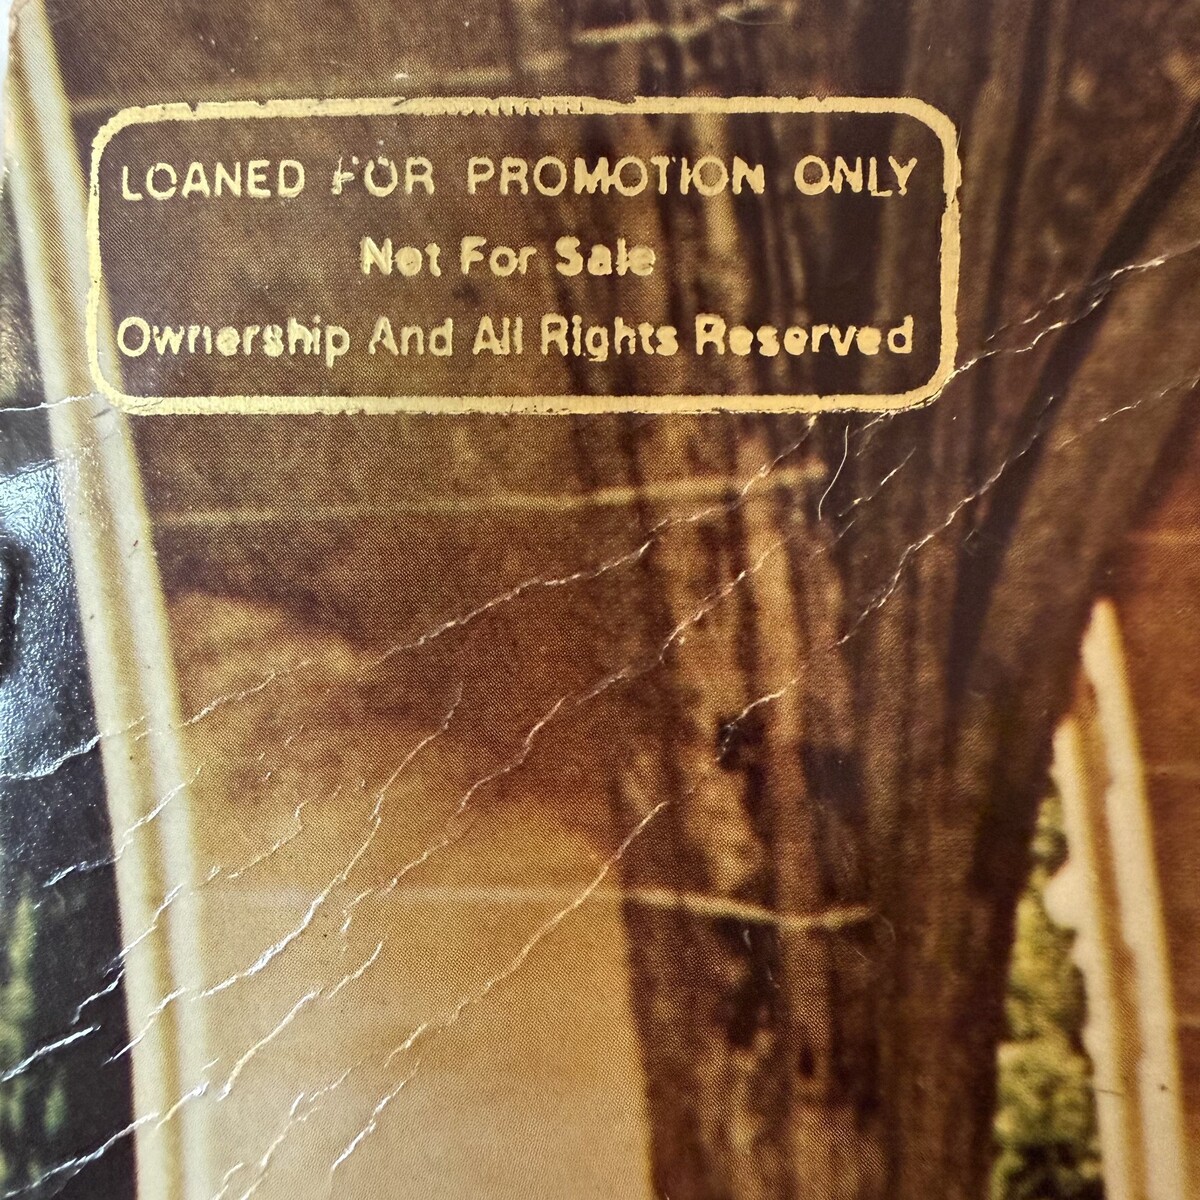 LOANED FOR PROMOTION ONLY
Not For Sale
Ownership And All Rights Reserved